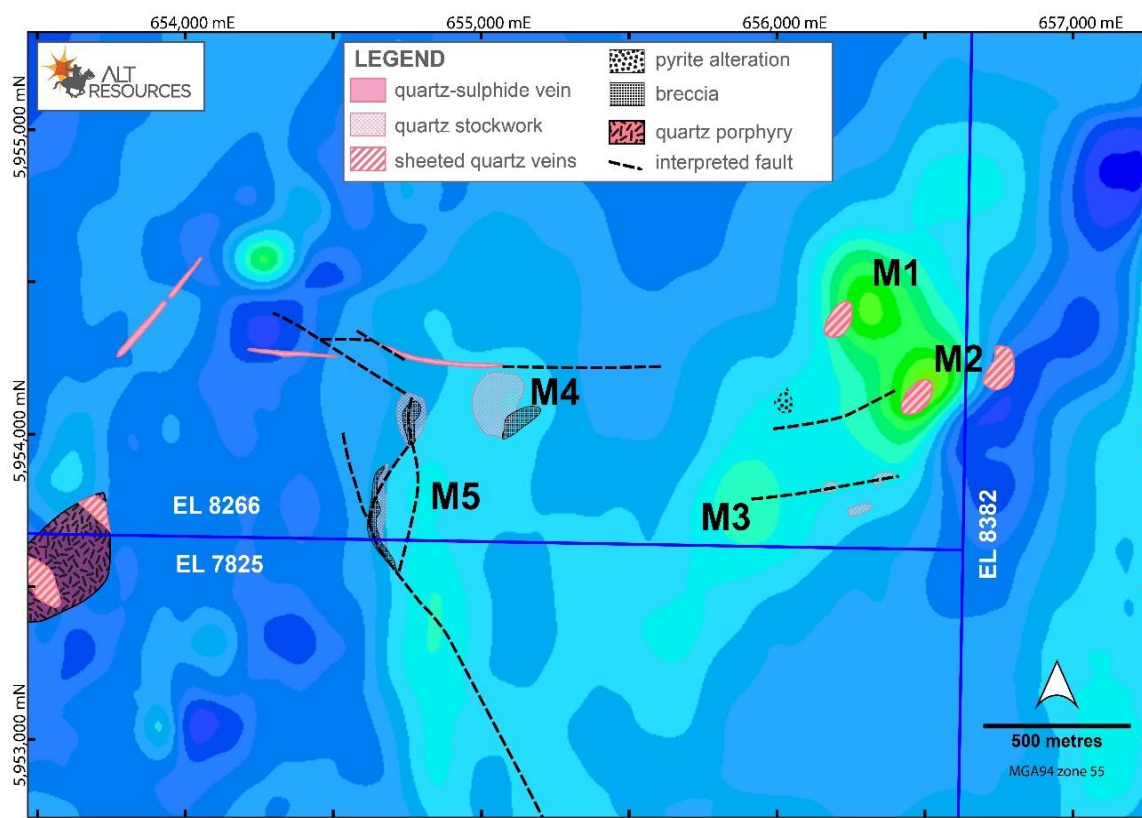 654,000 mE
655,000 mE
656,000 mE
657,000 mE
ALT
RESOURCES
LEGEND
quartz-sulphide vein
quartz stockwork
sheeted quartz veins
pyrite alteration
breccia
quartz porphyry
interpreted fault
5,955,000 mN
5,954,000 mN
5,953,000 mN
M1
M2
M4
M5
M3
EL 8266
EL 7825
EL 8382
500 metres
MGA94 zone 55